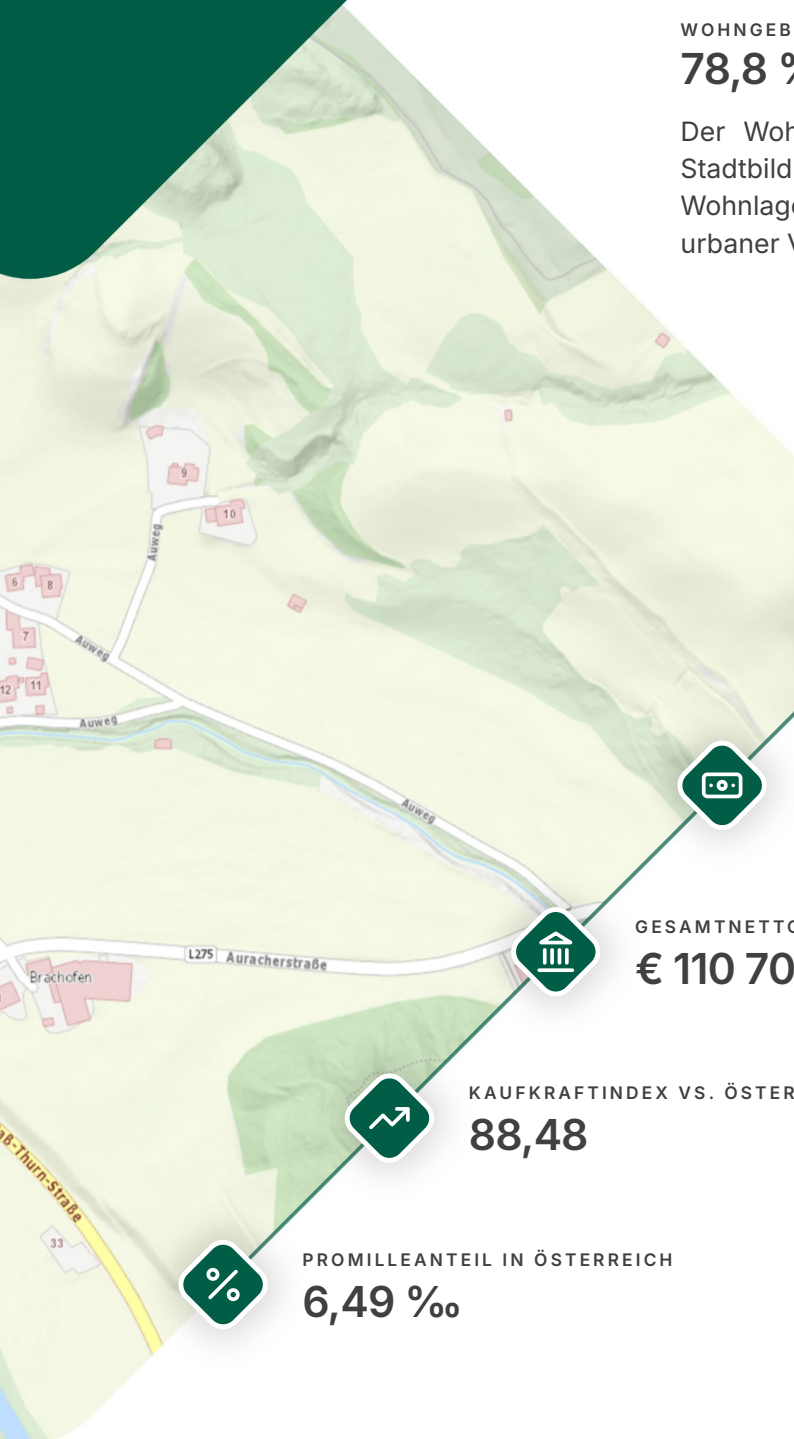 WOHNGEB
78,8 %
Der Woh
Stadtbild
Wohnlage
urbaner V
9
10
Auweg
6
8
7
Auweg
12
11
Auweg
Auweg
GESAMTNETTO
€ 110 70
L275
Auracherstraße
Brachofen
KAUFKRAFTINDEX VS. ÖSTER
88,48
aß-Thurn-Straße
33
PROMILLEANTEIL IN ÖSTERREICH
6,49 ‰